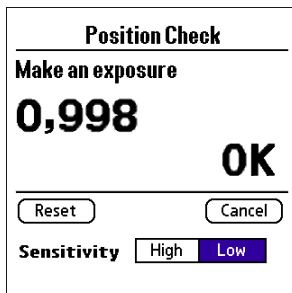 Position Check
Make an exposure
0,998
OK
Reset Cancel
Sensitivity High Low